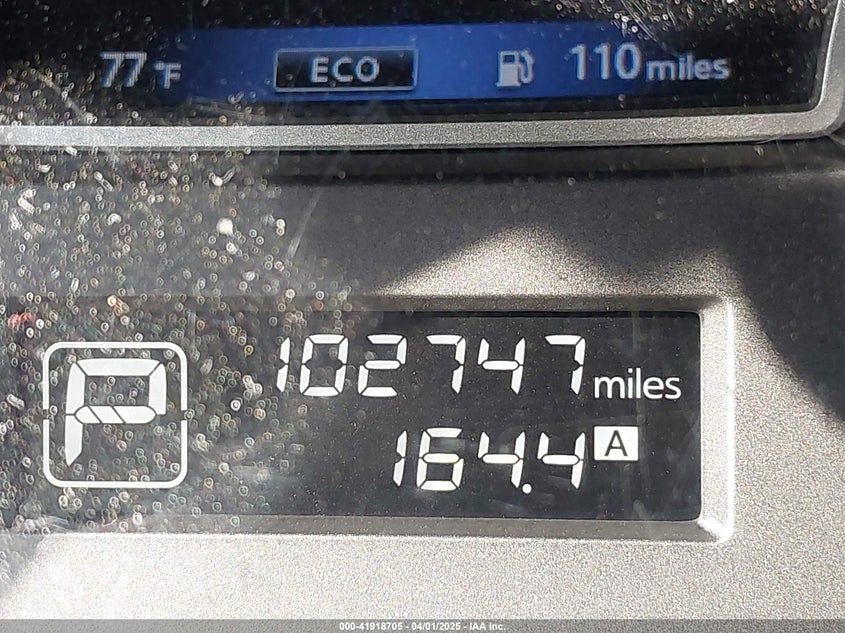 77 °F ECO 110 miles
P 102747 miles
164.4 A
000-41918705 - 04/01/2025 - IAA Inc.